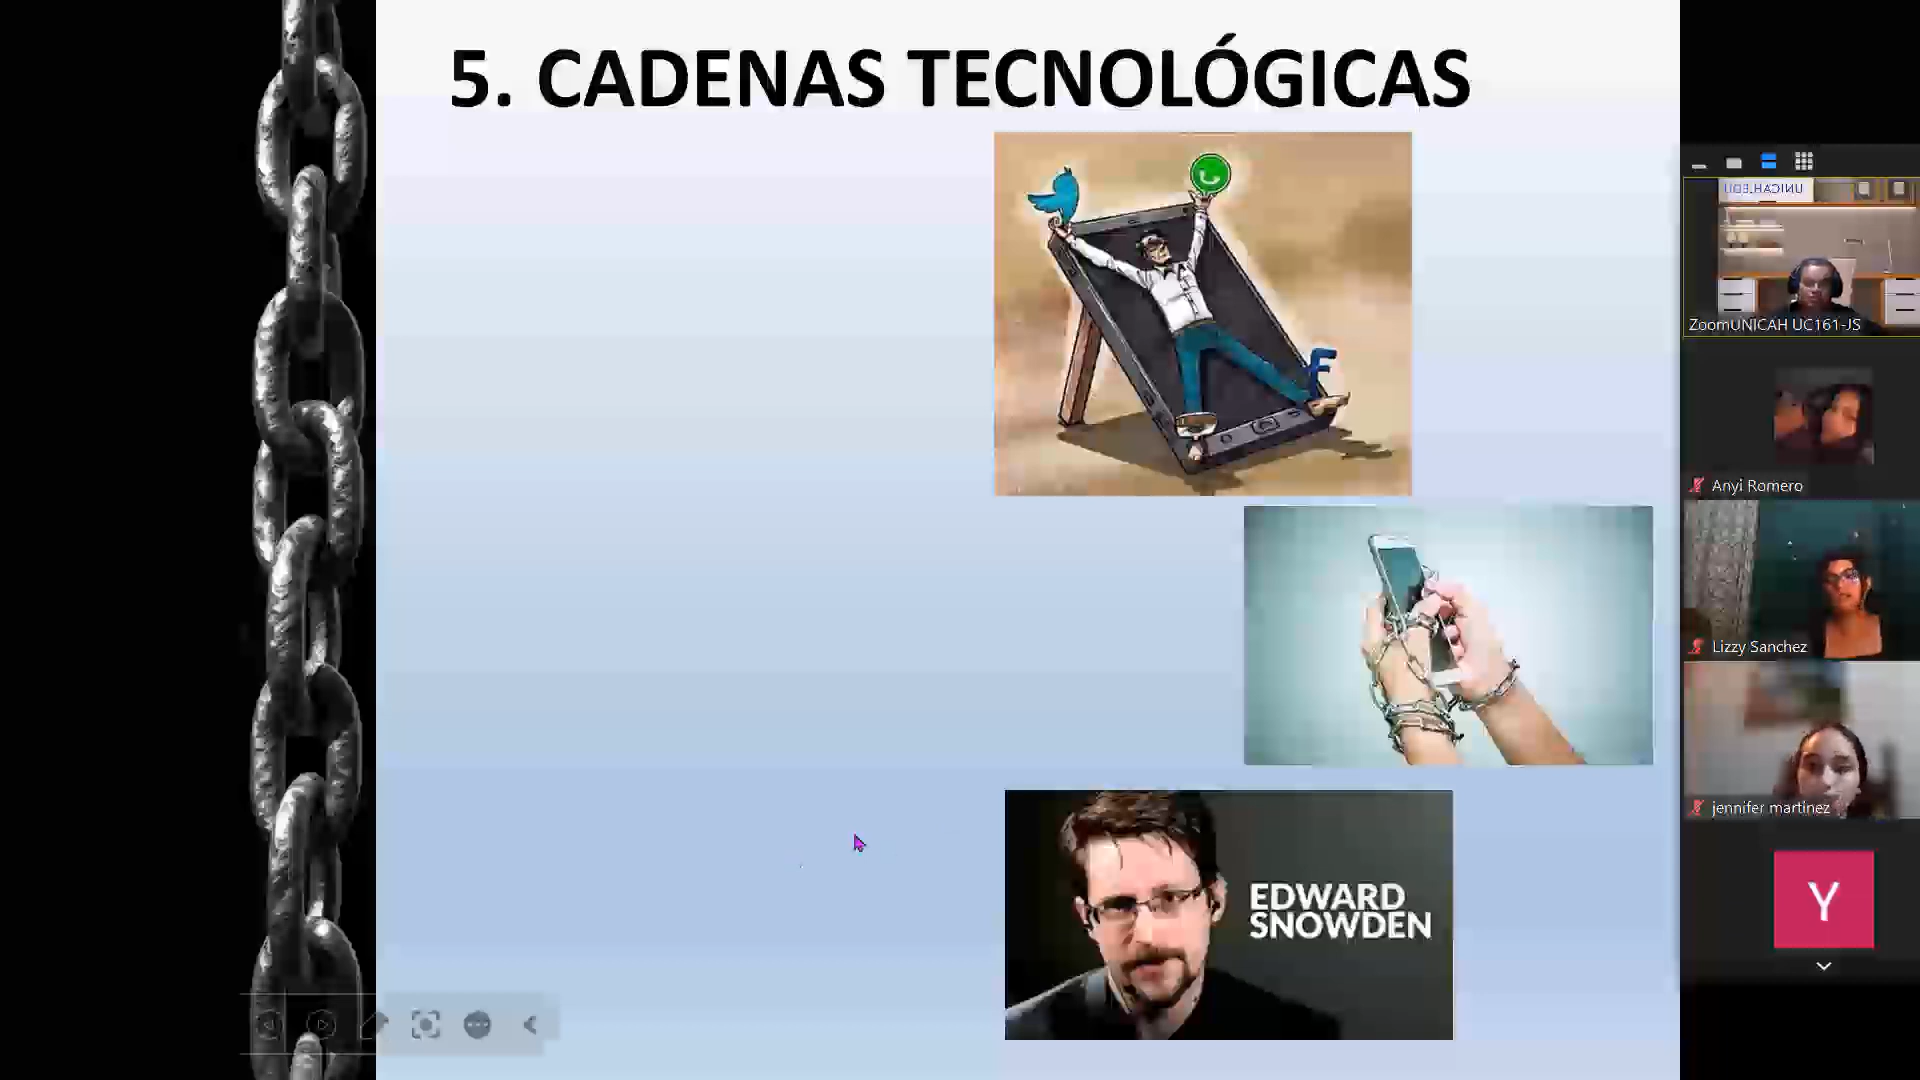 5. CADENAS TECNOLÓGICAS
F
EDWARD
SNOWDEN
UNICAH.EDU
ZoomUNICAH UC161-JS
Anyi Romero
Lizzy Sanchez
jennifer martinez
Y